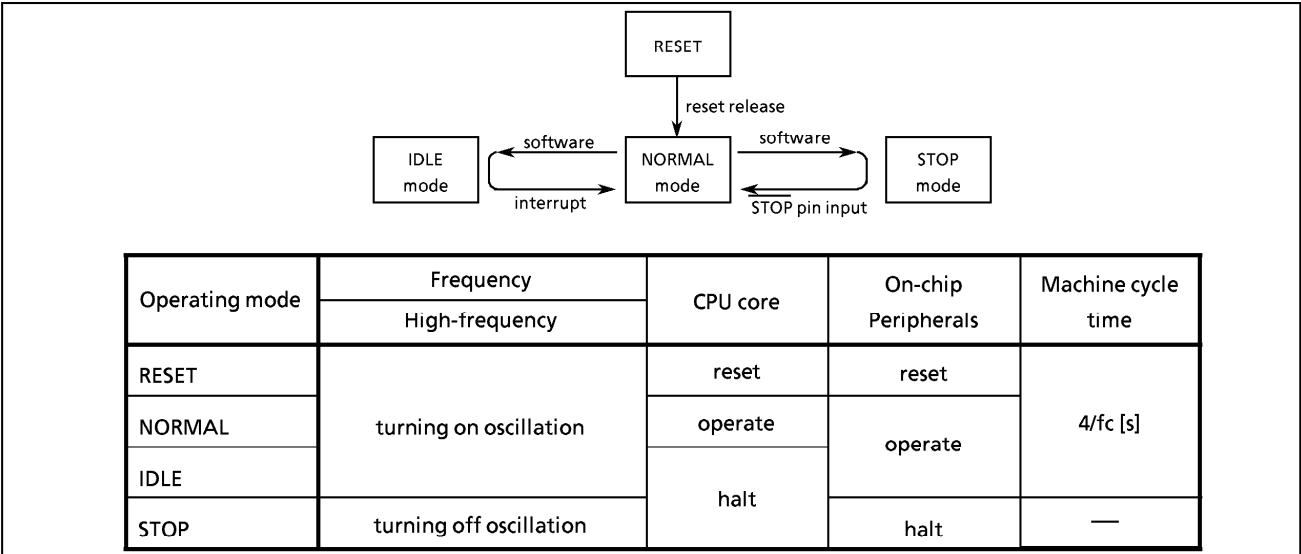 RESET
reset release
IDLE
mode
software
interrupt
NORMAL
mode
software
STOP pin input
STOP
mode
Operating mode
Frequency
High-frequency
CPU core
On-chip
Peripherals
Machine cycle
time
RESET
turning on oscillation
reset
reset
4/fc [s]
NORMAL
operate
operate
IDLE
halt
STOP
turning off oscillation
halt
—